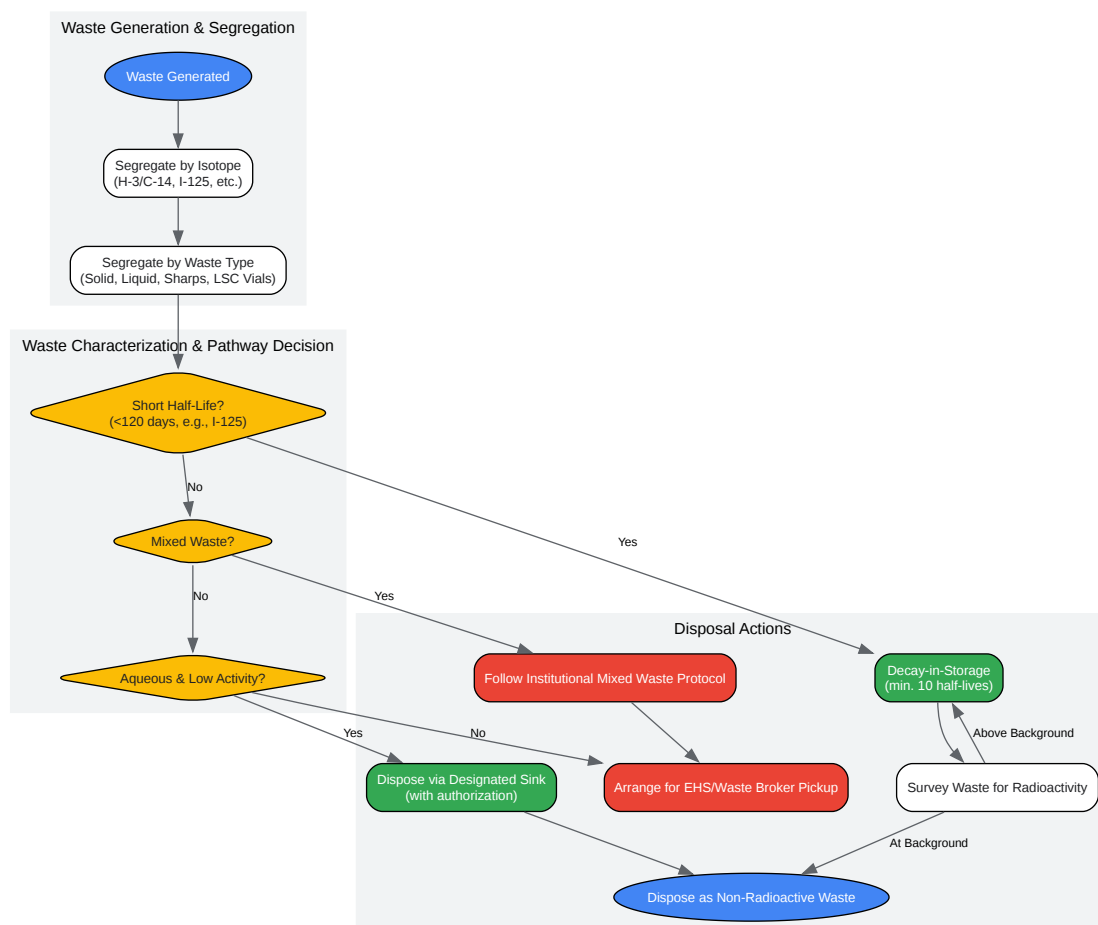 Waste Generation & Segregation
Waste Generated
Segregate by Isotope
(H-3/C-14, I-125, etc.)
Segregate by Waste Type
(Solid, Liquid, Sharps, LSC Vials)
Waste Characterization & Pathway Decision
Short Half-Life?
(<120 days, e.g., I-125)
No
Yes
Mixed Waste?
No
Yes
Aqueous & Low Activity?
Yes
No
Disposal Actions
Follow Institutional Mixed Waste Protocol
Decay-in-Storage
(min. 10 half-lives)
Above Background
Dispose via Designated Sink
(with authorization)
Arrange for EHS/Waste Broker Pickup
Survey Waste for Radioactivity
At Background
Dispose as Non-Radioactive Waste